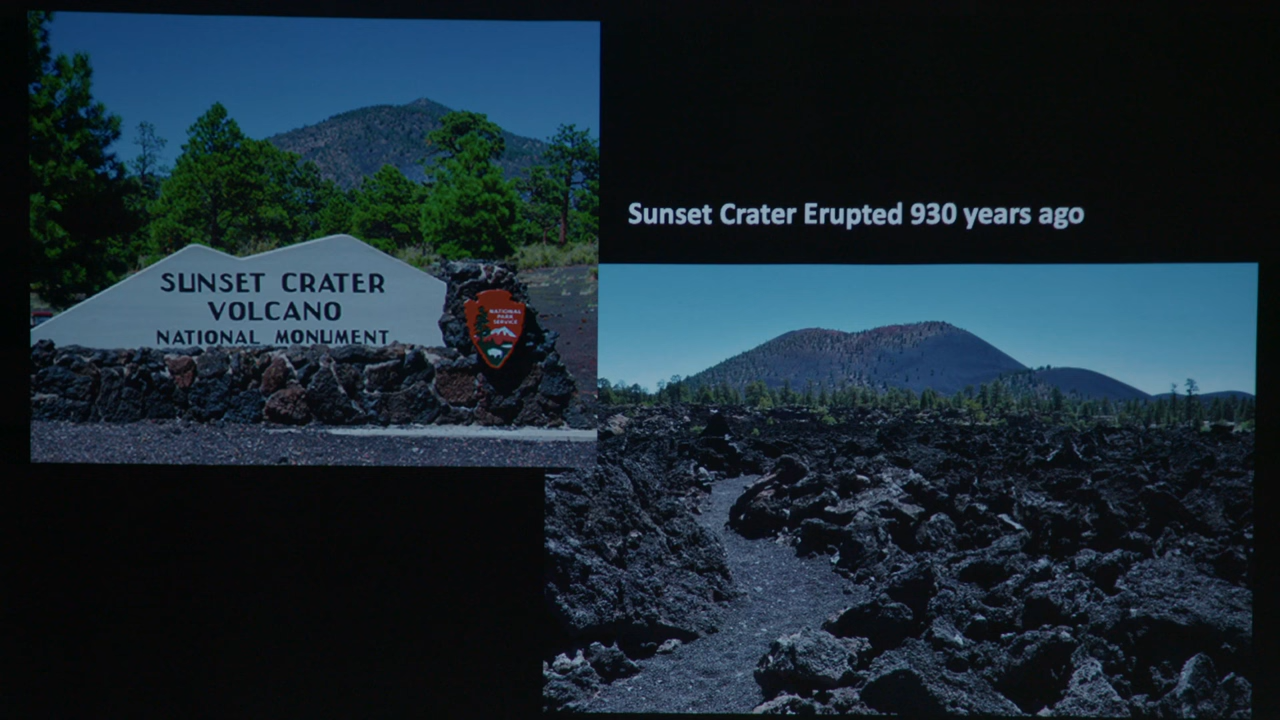 SUNSET CRATER
VOLCANO
NATIONAL MONUMENT
NATIONAL
PARK
SERVICE
Sunset Crater Erupted 930 years ago